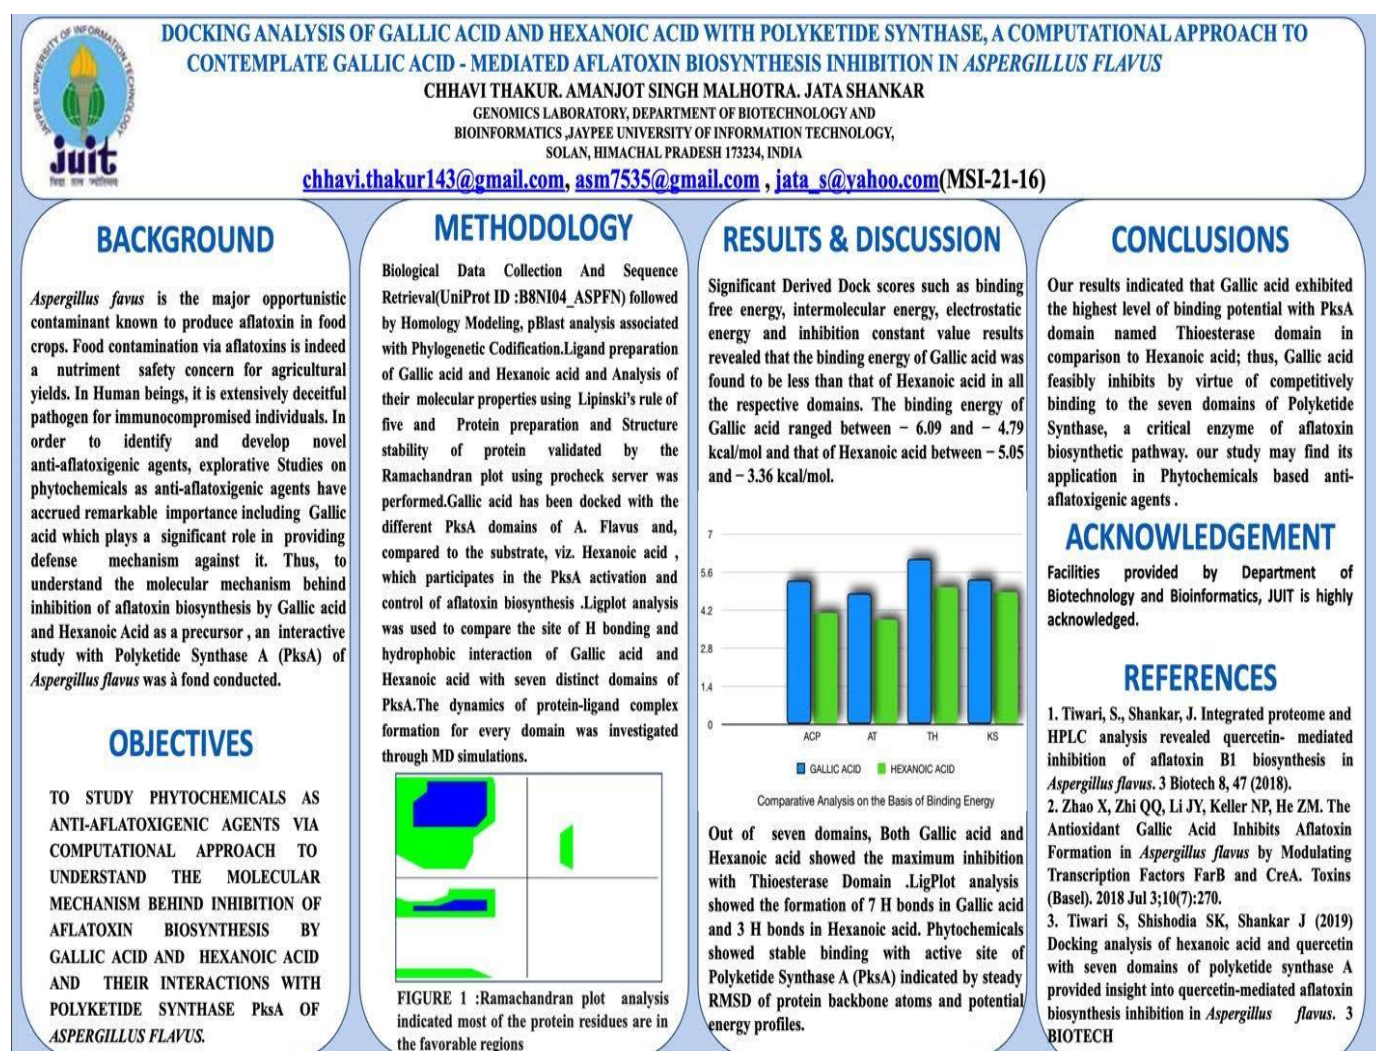 DOCKING ANALYSIS OF GALLIC ACID AND HEXANOIC ACID WITH POLYKETIDE SYNTHASE, A COMPUTATIONAL APPROACH TO
CONTEMPLATE GALLIC ACID - MEDIATED AFLATOXIN BIOSYNTHESIS INHIBITION IN ASPERGILLUS FLAVUS
CHHAVI THAKUR. AMANJOT SINGH MALHOTRA. JATA SHANKAR
GENOMICS LABORATORY, DEPARTMENT OF BIOTECHNOLOGY AND
BIOINFORMATICS ,JAYPEE UNIVERSITY OF INFORMATION TECHNOLOGY,
SOLAN, HIMACHAL PRADESH 173234, INDIA
chhavi.thakur143@gmail.com, asm7535@gmail.com , jata_s@yahoo.com(MSI-21-16)
JAYPEE UNIVERSITY OF INFORMATION TECHNOLOGY
juit
BACKGROUND
Aspergillus favus is the major opportunistic
contaminant known to produce aflatoxin in food
crops. Food contamination via aflatoxins is indeed
a nutriment safety concern for agricultural
yields. In Human beings, it is extensively deceitful
pathogen for immunocompromised individuals. In
order to identify and develop novel
anti-aflatoxigenic agents, explorative Studies on
phytochemicals as anti-aflatoxigenic agents have
accrued remarkable importance including Gallic
acid which plays a significant role in providing
defense mechanism against it. Thus, to
understand the molecular mechanism behind
inhibition of aflatoxin biosynthesis by Gallic acid
and Hexanoic Acid as a precursor , an interactive
study with Polyketide Synthase A (PksA) of
Aspergillus flavus was à fond conducted.
OBJECTIVES
TO STUDY PHYTOCHEMICALS AS
ANTI-AFLATOXIGENIC AGENTS VIA
COMPUTATIONAL APPROACH TO
UNDERSTAND THE MOLECULAR
MECHANISM BEHIND INHIBITION OF
AFLATOXIN BIOSYNTHESIS BY
GALLIC ACID AND HEXANOIC ACID
AND THEIR INTERACTIONS WITH
POLYKETIDE SYNTHASE PksA OF
ASPERGILLUS FLAVUS.
METHODOLOGY
Biological Data Collection And Sequence
Retrieval(UniProt ID :B8NI04_ASPFN) followed
by Homology Modeling, pBlast analysis associated
with Phylogenetic Codification.Ligand preparation
of Gallic acid and Hexanoic acid and Analysis of
their molecular properties using Lipinski's rule of
five and Protein preparation and Structure
stability of protein validated by the
Ramachandran plot using procheck server was
performed.Gallic acid has been docked with the
different PksA domains of A. Flavus and,
compared to the substrate, viz. Hexanoic acid ,
which participates in the PksA activation and
control of aflatoxin biosynthesis .Ligplot analysis
was used to compare the site of H bonding and
hydrophobic interaction of Gallic acid and
Hexanoic acid with seven distinct domains of
PksA.The dynamics of protein-ligand complex
formation for every domain was investigated
through MD simulations.
FIGURE 1 :Ramachandran plot analysis
indicated most of the protein residues are in
the favorable regions
RESULTS & DISCUSSION
Significant Derived Dock scores such as binding
free energy, intermolecular energy, electrostatic
energy and inhibition constant value results
revealed that the binding energy of Gallic acid was
found to be less than that of Hexanoic acid in all
the respective domains. The binding energy of
Gallic acid ranged between − 6.09 and − 4.79
kcal/mol and that of Hexanoic acid between − 5.05
and − 3.36 kcal/mol.
7
5.6
4.2
2.8
1.4
0
ACP AT TH KS
GALLIC ACID HEXANOIC ACID
Comparative Analysis on the Basis of Binding Energy
Out of seven domains, Both Gallic acid and
Hexanoic acid showed the maximum inhibition
with Thioesterase Domain .LigPlot analysis
showed the formation of 7 H bonds in Gallic acid
and 3 H bonds in Hexanoic acid. Phytochemicals
showed stable binding with active site of
Polyketide Synthase A (PksA) indicated by steady
RMSD of protein backbone atoms and potential
energy profiles.
CONCLUSIONS
Our results indicated that Gallic acid exhibited
the highest level of binding potential with PksA
domain named Thioesterase domain in
comparison to Hexanoic acid; thus, Gallic acid
feasibly inhibits by virtue of competitively
binding to the seven domains of Polyketide
Synthase, a critical enzyme of aflatoxin
biosynthetic pathway. our study may find its
application in Phytochemicals based anti-
aflatoxigenic agents .
ACKNOWLEDGEMENT
Facilities provided by Department of
Biotechnology and Bioinformatics, JUIT is highly
acknowledged.
REFERENCES
1. Tiwari, S., Shankar, J. Integrated proteome and
HPLC analysis revealed quercetin- mediated
inhibition of aflatoxin B1 biosynthesis in
Aspergillus flavus. 3 Biotech 8, 47 (2018).
2. Zhao X, Zhi QQ, Li JY, Keller NP, He ZM. The
Antioxidant Gallic Acid Inhibits Aflatoxin
Formation in Aspergillus flavus by Modulating
Transcription Factors FarB and CreA. Toxins
(Basel). 2018 Jul 3;10(7):270.
3. Tiwari S, Shishodia SK, Shankar J (2019)
Docking analysis of hexanoic acid and quercetin
with seven domains of polyketide synthase A
provided insight into quercetin-mediated aflatoxin
biosynthesis inhibition in Aspergillus flavus. 3
BIOTECH